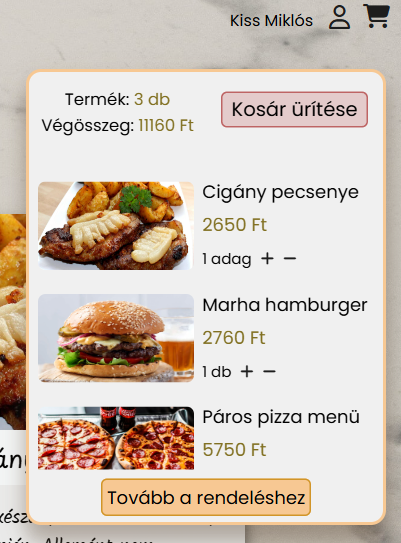 Kiss Miklós
Termék: 3 db
Végösszeg: 11160 Ft
Kosár ürítése
Cigány pecsenye
2650 Ft
1 adag + −
Marha hamburger
2760 Ft
1 db + −
Páros pizza menü
5750 Ft
Tovább a rendeléshez